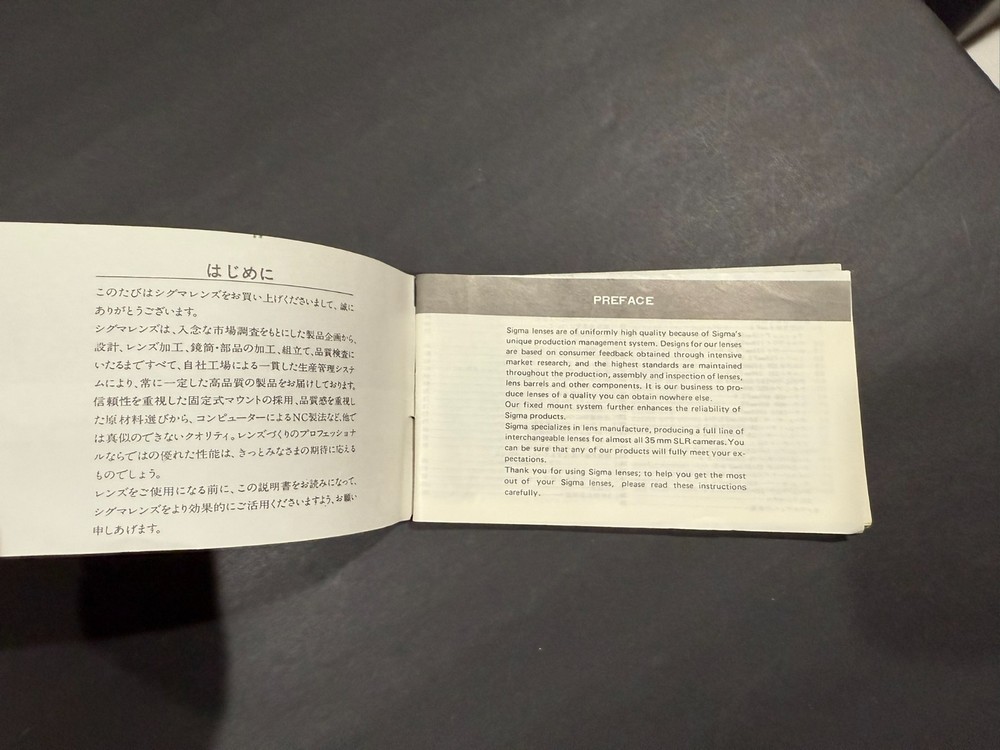 はじめに
このたびはシグマレンズをお買い上げくださいまして、誠に
ありがとうございます。
シグマレンズは、入念な市場調査をもとにした製品企画から、
設計、レンズ加工、鏡筒・部品の加工、組立て、品質検査に
いたるまですべて、自社工場による一貫した生産管理システ
ムにより、常に一定した高品質の製品をお届けしております。
信頼性を重視した固定式マウントの採用、品質感を重視し
た原材料選びから、コンピューターによるNC製法など、他で
は真似のできないクオリティ。レンズづくりのプロフェッショナ
ルならではの優れた性能は、きっとみなさまの期待に応える
ものでしょう。
レンズをご使用になる前に、この説明書をお読みになって、
シグマレンズをより効果的にご活用くださいますよう、お願い
申しあげます。
PREFACE
Sigma lenses are of uniformly high quality because of Sigma's
unique production management system. Designs for our lenses
are based on consumer feedback obtained through intensive
market research, and the highest standards are maintained
throughout the production, assembly and inspection of lenses,
lens barrels and other components. It is our business to pro-
duce lenses of a quality you can obtain nowhere else.
Our fixed mount system further enhances the reliability of
Sigma products.
Sigma specializes in lens manufacture, producing a full line of
interchangeable lenses for almost all 35 mm SLR cameras. You
can be sure that any of our products will fully meet your ex-
pectations.
Thank you for using Sigma lenses; to help you get the most
out of your Sigma lenses, please read these instructions
carefully.